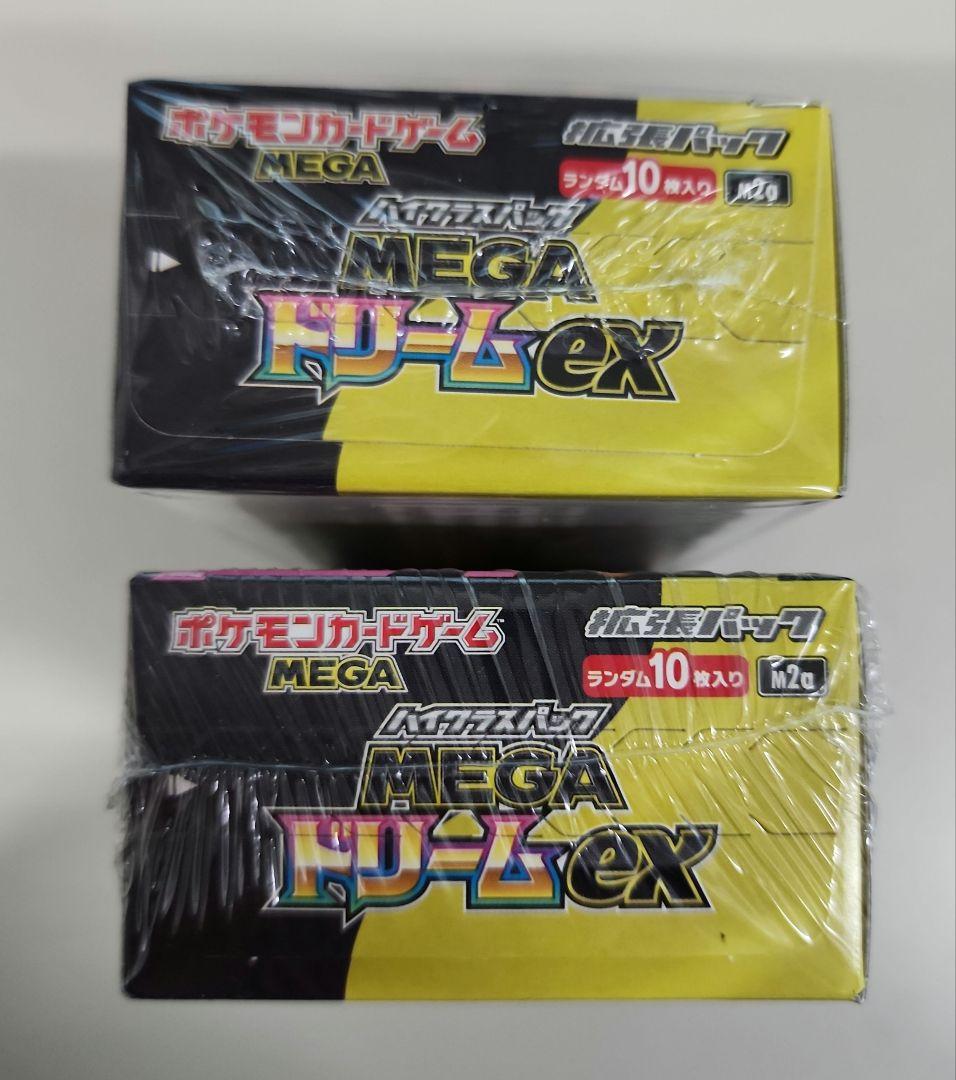 ポケモンカードゲーム
MEGA
拡張パック
ランダム10枚入り M2a
ハイクラスパック
MEGA
ドリームex
ポケモンカードゲーム™
MEGA
拡張パック
ランダム10枚入り M2a
ハイクラスパック
MEGA
ドリームex